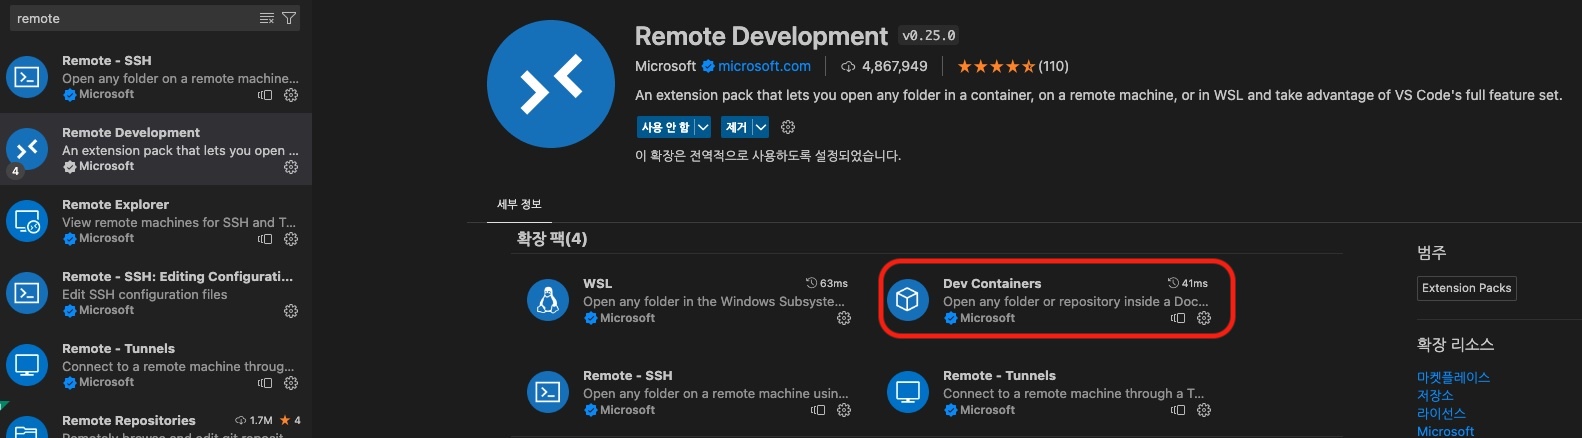 remote
Remote - SSH
Open any folder on a remote machine...
Microsoft
Remote Development
An extension pack that lets you open ...
Microsoft
4
Remote Explorer
View remote machines for SSH and T...
Microsoft
Remote - SSH: Editing Configurati...
Edit SSH configuration files
Microsoft
Remote - Tunnels
Connect to a remote machine throug...
Microsoft
Remote Repositories 1.7M 4
Remote Development v0.25.0
Microsoft microsoft.com 4,867,949 (110)
An extension pack that lets you open any folder in a container, on a remote machine, or in WSL and take advantage of VS Code's full feature set.
사용 안 함 제거
이 확장은 전역적으로 사용하도록 설정되었습니다.
세부 정보
확장 팩(4)
WSL 63ms
Open any folder in the Windows Subsyste...
Microsoft
Dev Containers 41ms
Open any folder or repository inside a Doc...
Microsoft
Remote - SSH
Open any folder on a remote machine usin...
Microsoft
Remote - Tunnels
Connect to a remote machine through a T...
Microsoft
범주
Extension Packs
확장 리소스
마켓플레이스
저장소
라이선스
Microsoft